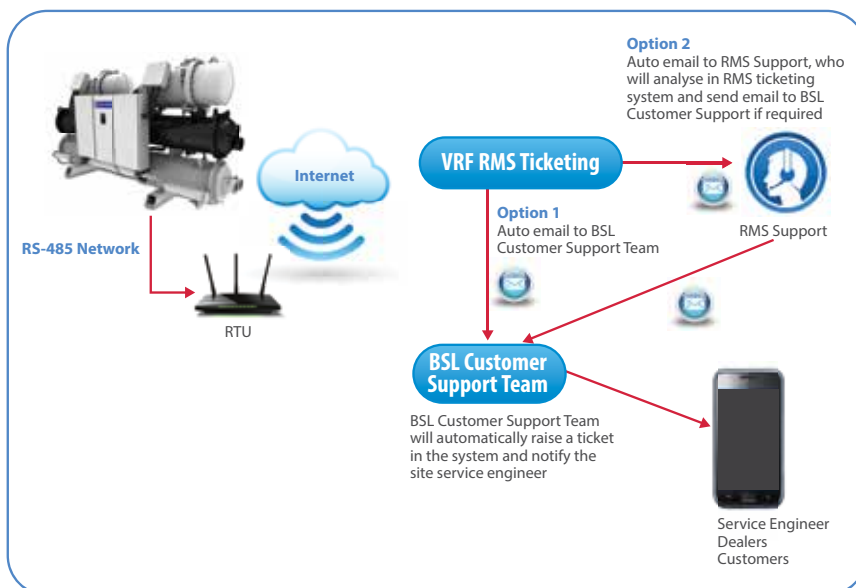 Option 2
Auto email to RMS Support, who
will analyse in RMS ticketing
system and send email to BSL
Customer Support if required
VRF RMS Ticketing
Internet
Option 1
Auto email to BSL
Customer Support Team
RMS Support
RS-485 Network
RTU
BSL Customer
Support Team
BSL Customer Support Team
will automatically raise a ticket
in the system and notify the
site service engineer
Service Engineer
Dealers
Customers